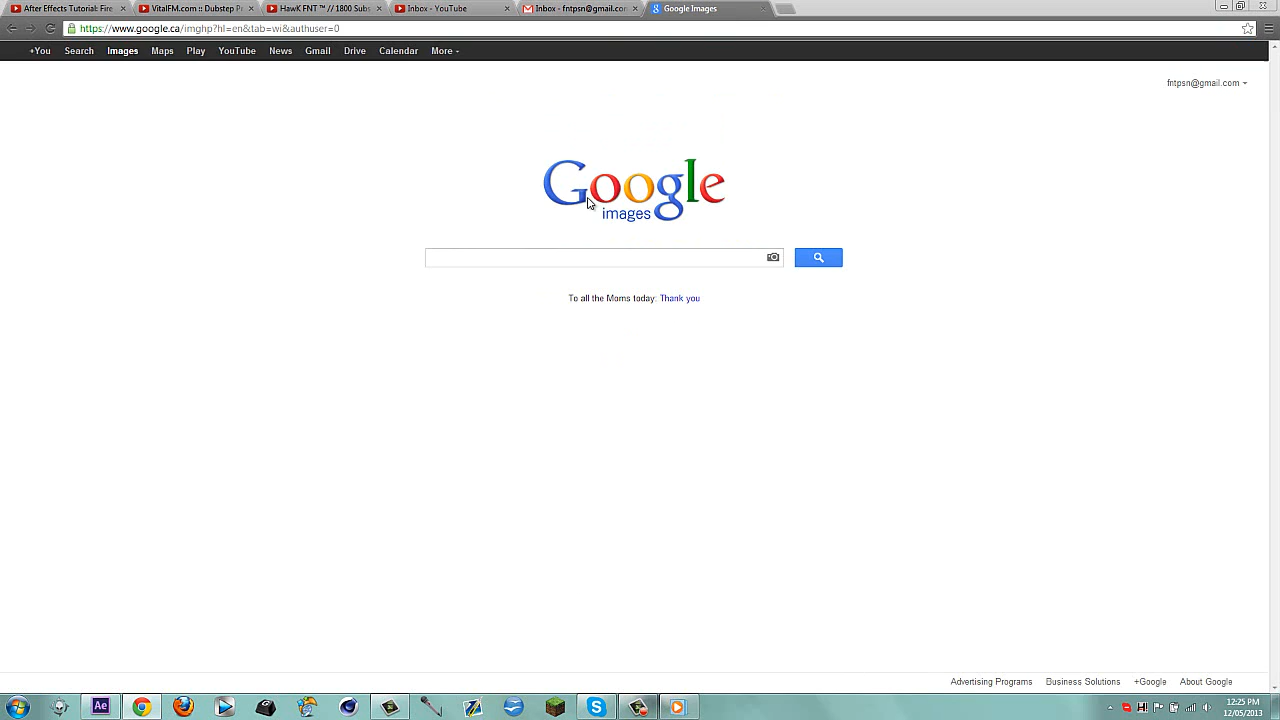 After Effects Tutorial: Fire
VitalFM.com :: Dubstep P
HawK FNT ™ // 1800 Subs
Inbox - YouTube
Inbox - fntpsn@gmail.com
Google Images
https://www.google.ca/imghp?hl=en&tab=wi&authuser=0
+You Search Images Maps Play YouTube News Gmail Drive Calendar More
fntpsn@gmail.com
Google
images
To all the Moms today: Thank you
Advertising Programs Business Solutions +Google About Google
Ae
12:25 PM
12/05/2013